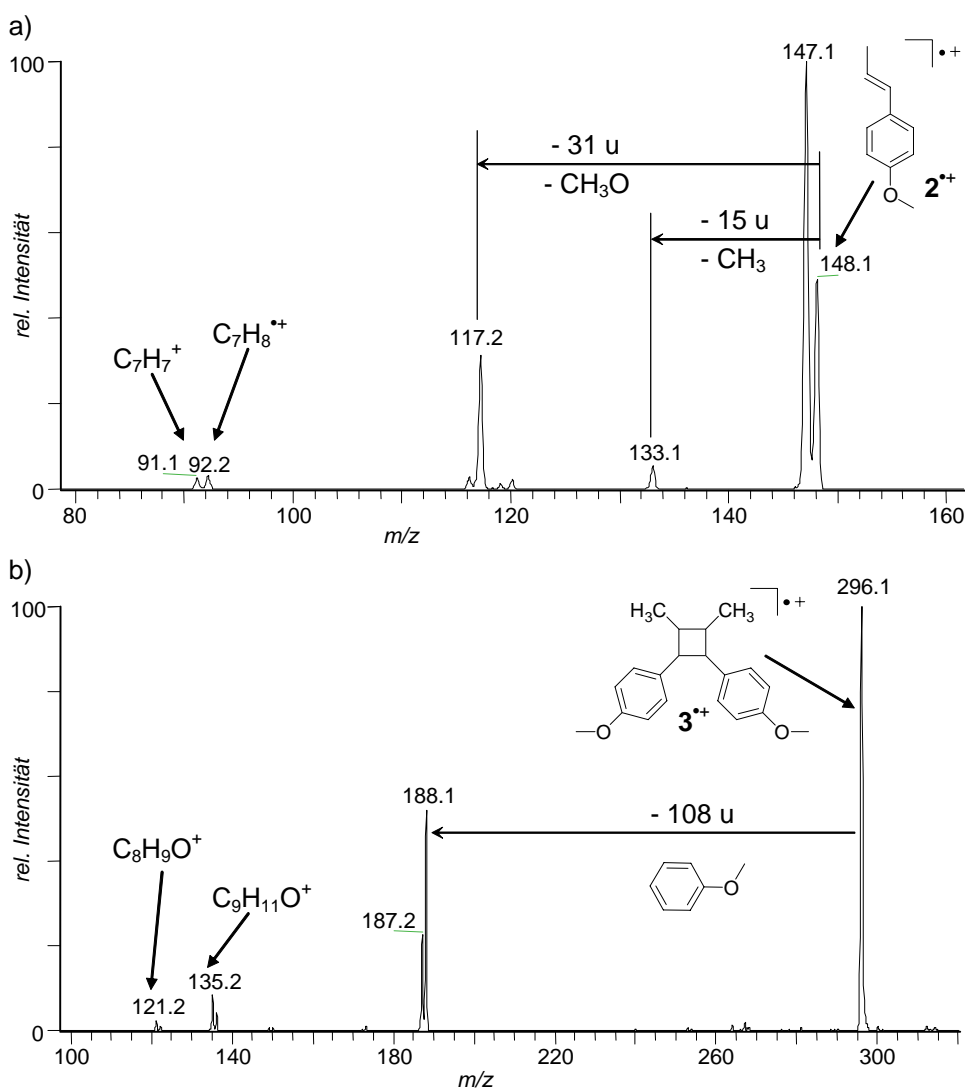 a)
100
147.1
• +
- 31 u
- CH₃O
O
2•+
- 15 u
- CH₃
148.1
rel. Intensität
117.2
C₇H₈•+
C₇H₇⁺
133.1
91.1 92.2
0
80 100 120 140 160
m/z
b)
296.1
100
• +
H₃C CH₃
O O
3•+
rel. Intensität
188.1
- 108 u
C₈H₉O⁺
O
C₉H₁₁O⁺
187.2
135.2
121.2
0
100 140 180 220 260 300
m/z